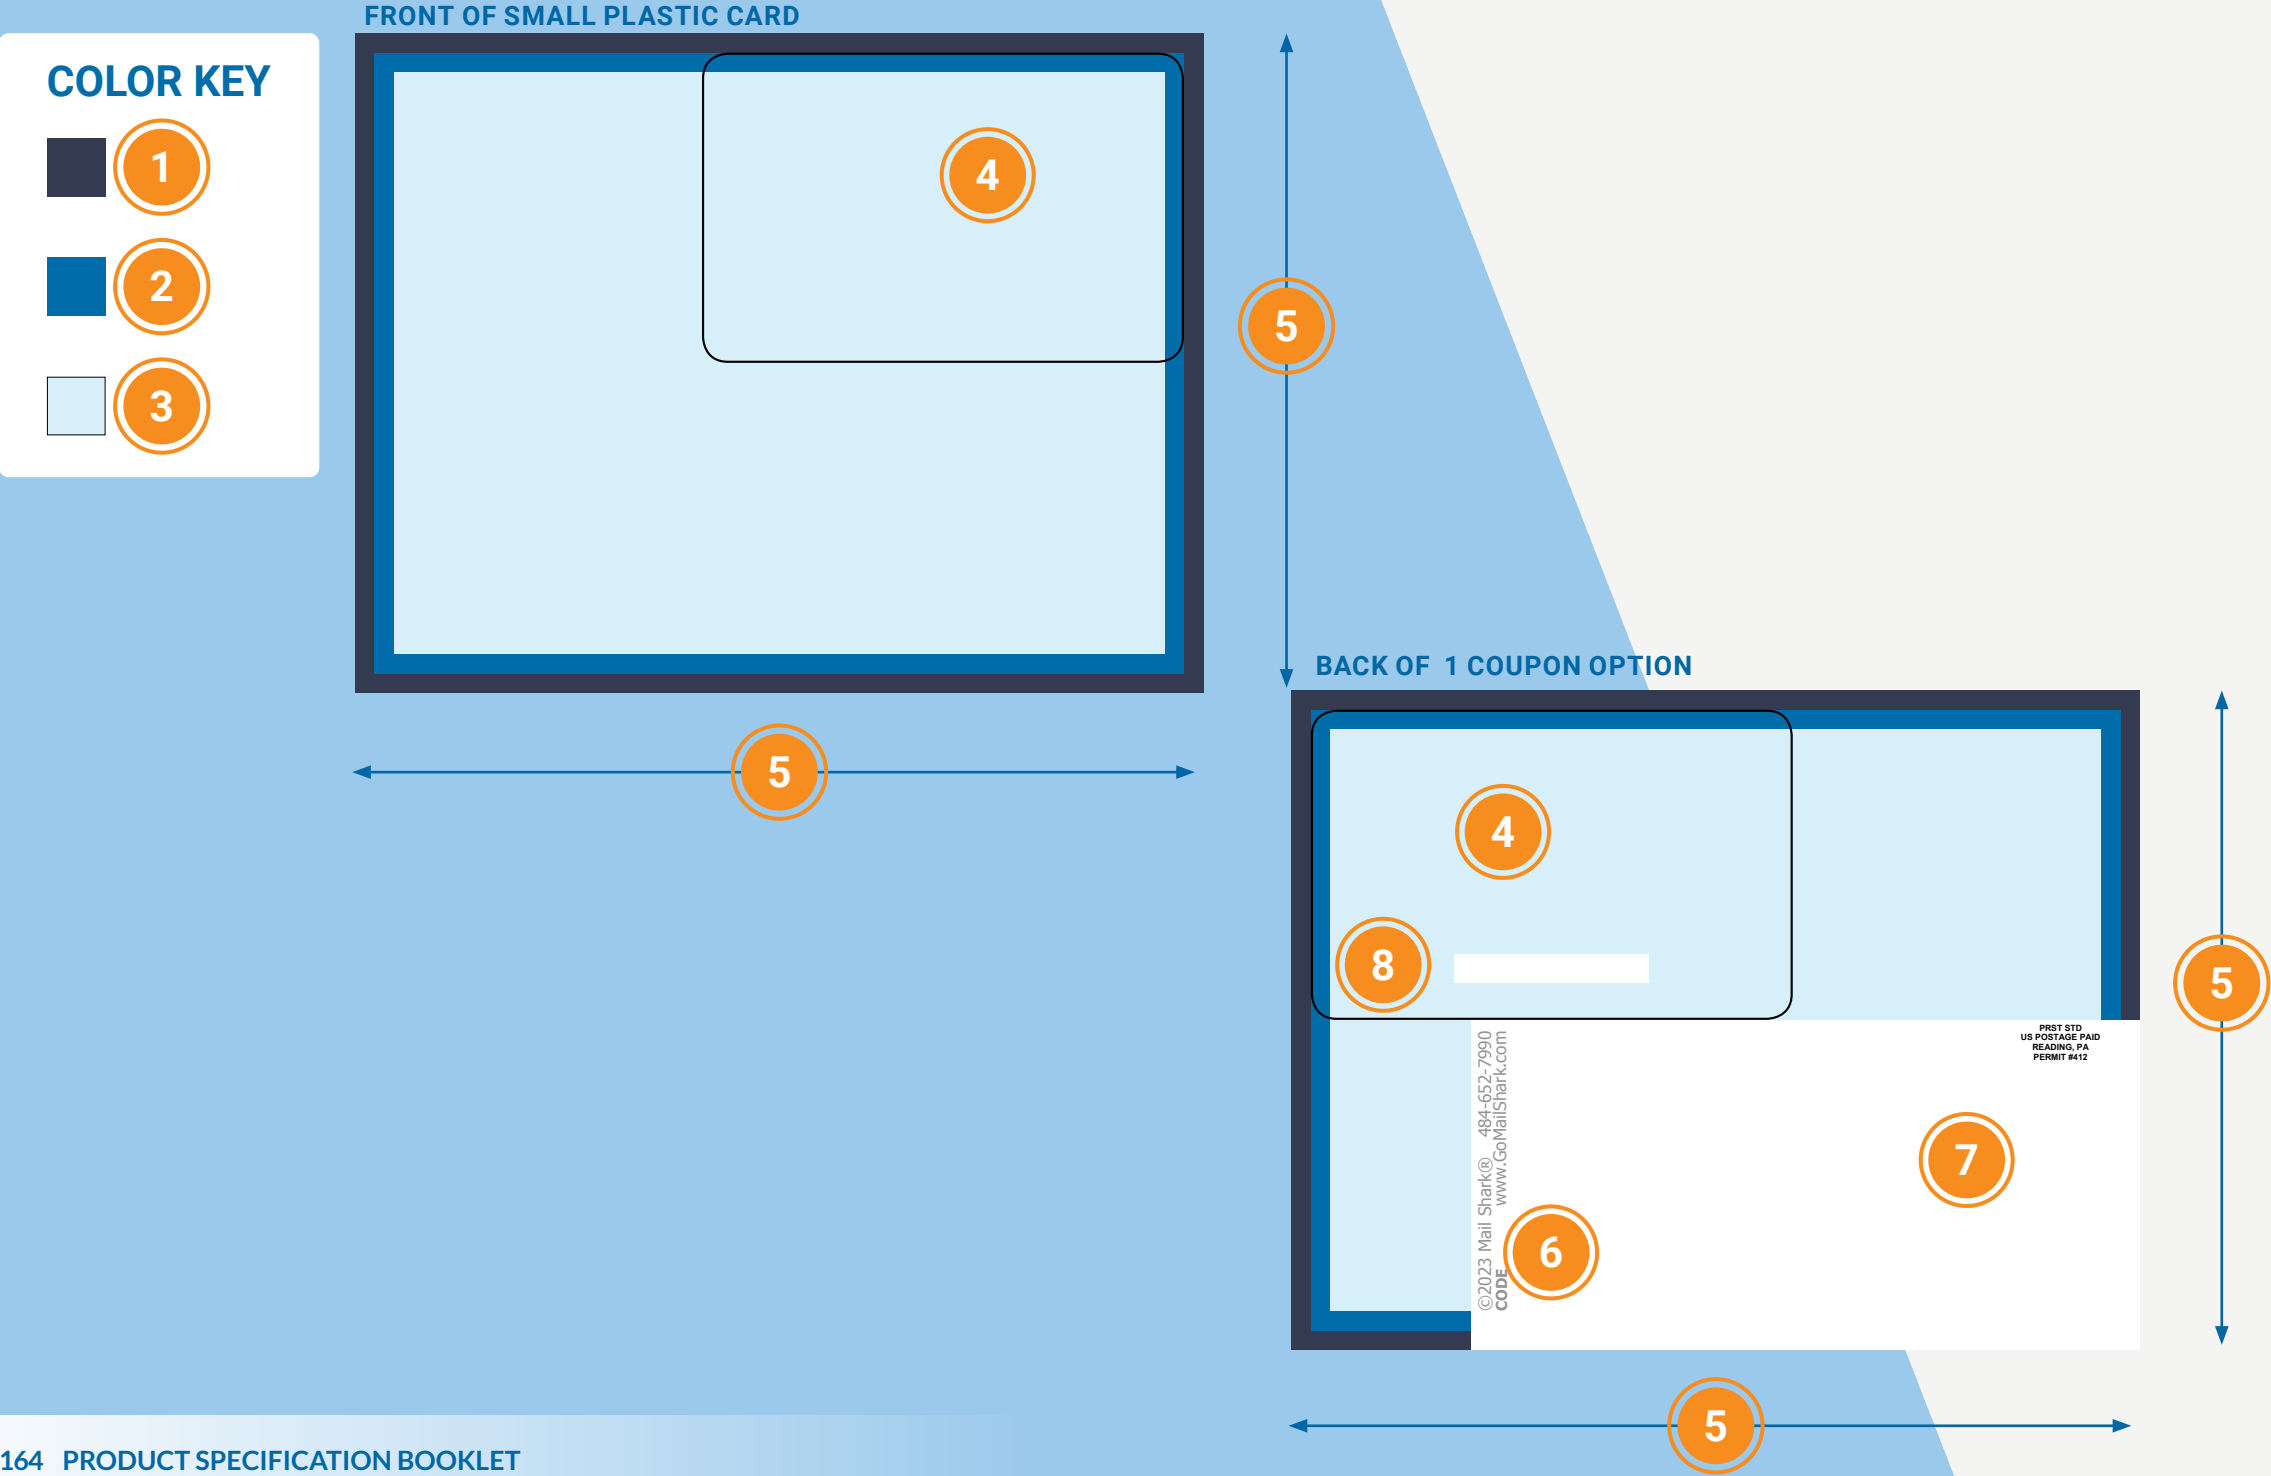 FRONT OF SMALL PLASTIC CARD
COLOR KEY
1
2
3
4
5
5
BACK OF 1 COUPON OPTION
4
8
5
PRST STD
US POSTAGE PAID
READING, PA
PERMIT #412
©2023 Mail Shark® 484-652-7990
CODE www.GoMailShark.com
7
6
5
164 PRODUCT SPECIFICATION BOOKLET